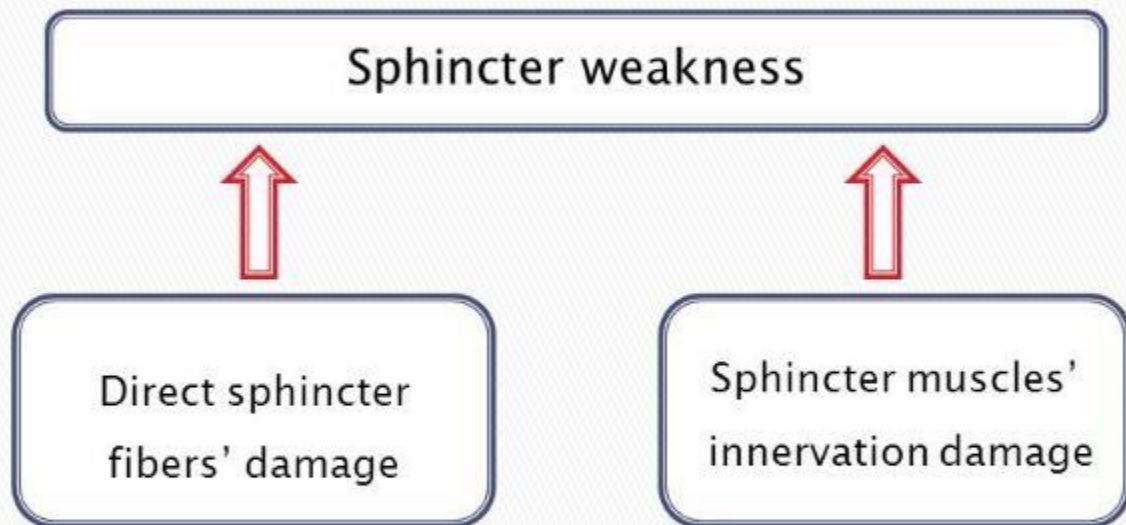 Sphincter weakness
Direct sphincter
fibers’ damage
Sphincter muscles’
innervation damage